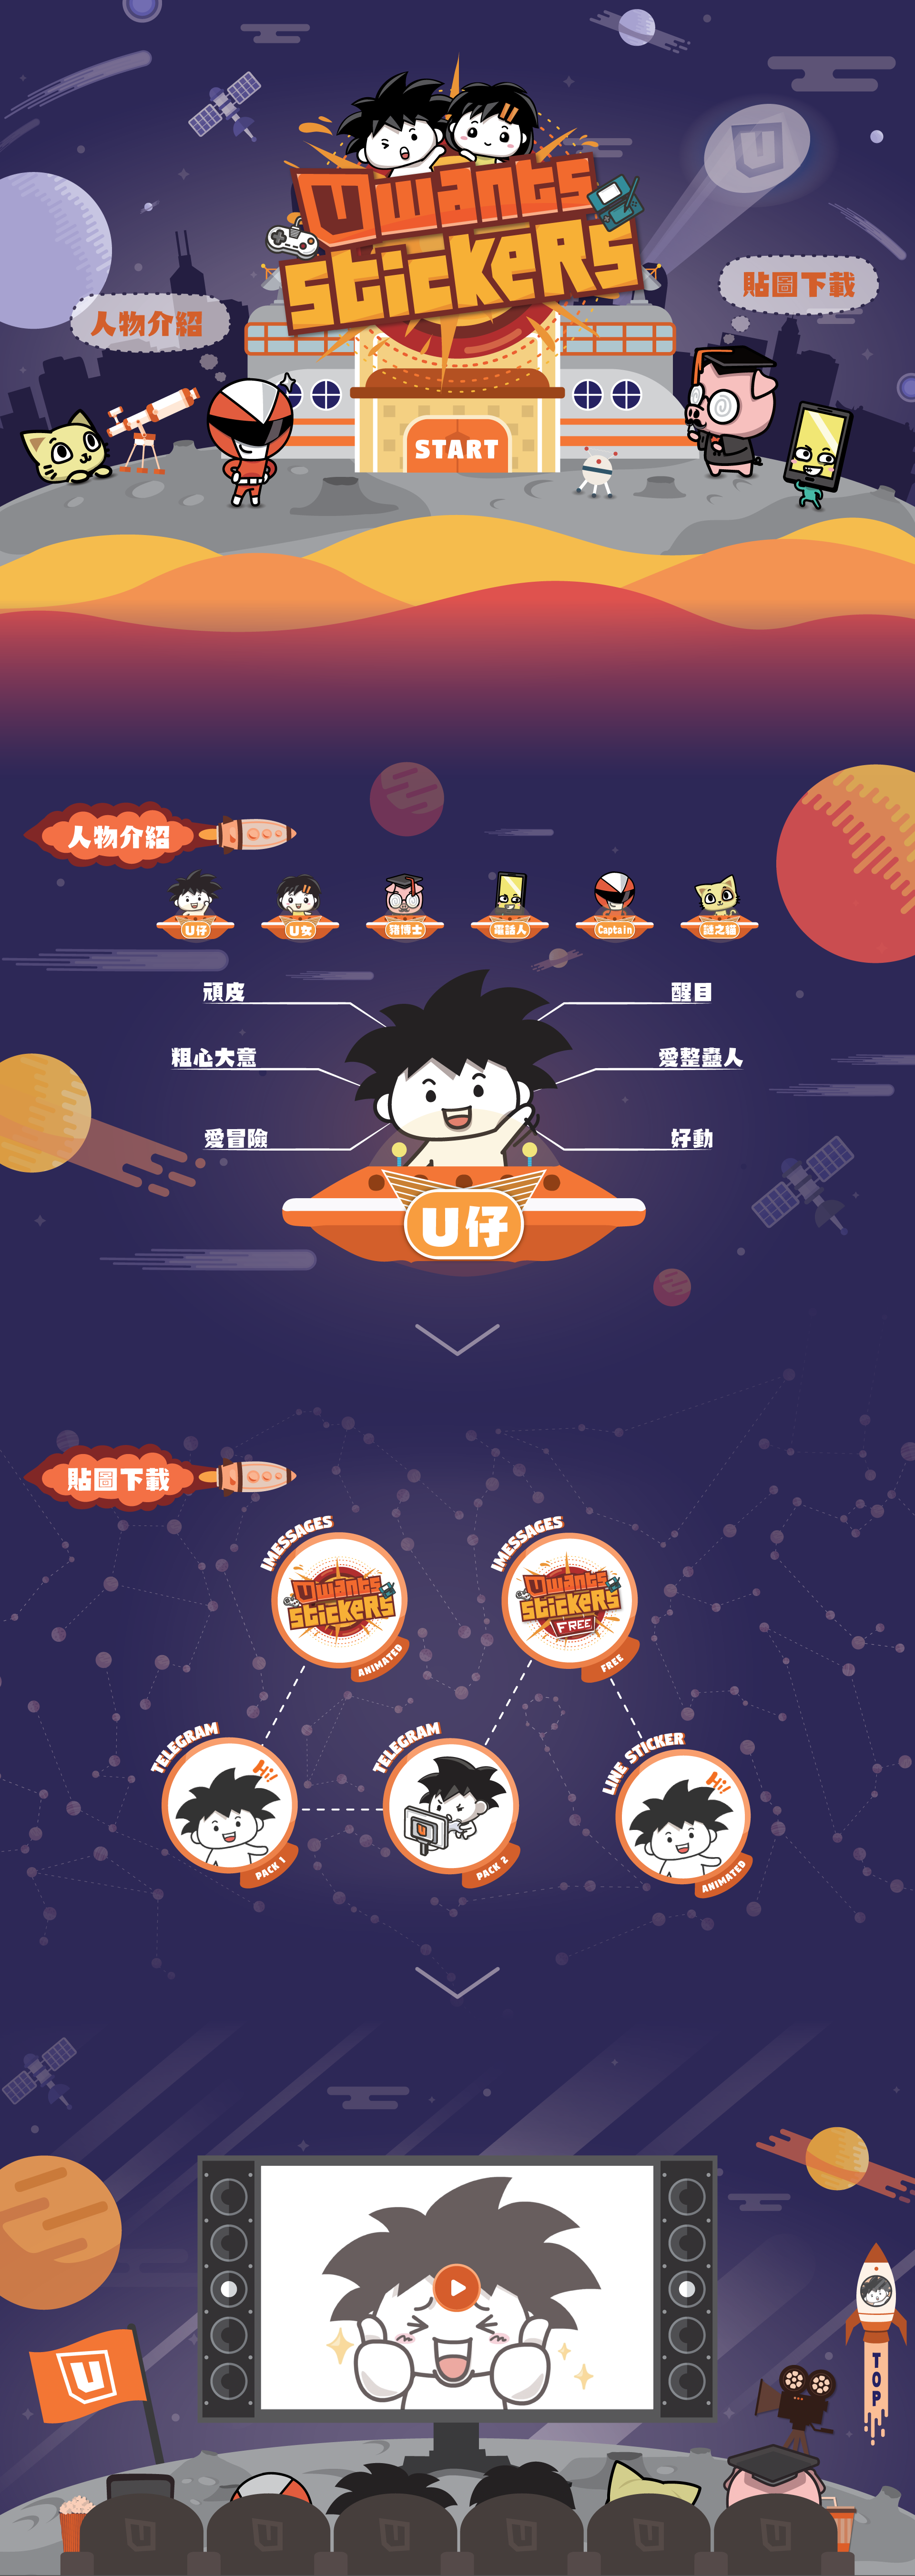 U
Uwants
Stickers
人物介紹
貼圖下載
START
人物介紹
U仔
U女
豬博士
電話人
Captain
謎之貓
頑皮
醒目
粗心大意
愛整蠱人
愛冒險
好動
U仔
貼圖下載
IMESSAGES
Uwants
Stickers
ANIMATED
IMESSAGES
Uwants
Stickers
FREE
FREE
TELEGRAM
Hi!
PACK 1
TELEGRAM
U
PACK 2
LINE STICKER
Hi!
ANIMATED
U
TOP
U
U
U
U
U
U